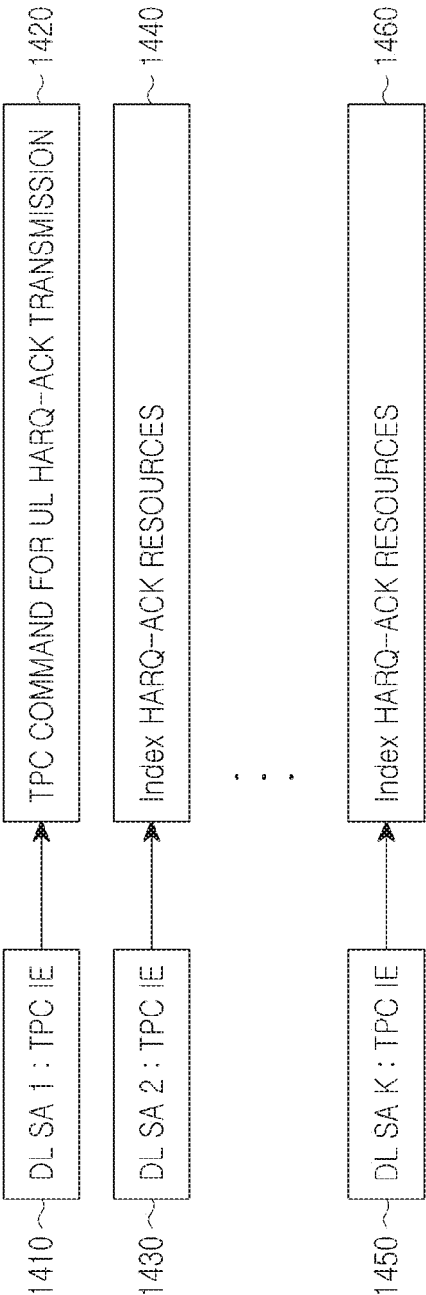 1410
DL SA 1 : TPC IE
TPC COMMAND FOR UL HARQ-ACK TRANSMISSION
1420
1430
DL SA 2 : TPC IE
Index HARQ-ACK RESOURCES
1440
. . .
1450
DL SA K : TPC IE
Index HARQ-ACK RESOURCES
1460